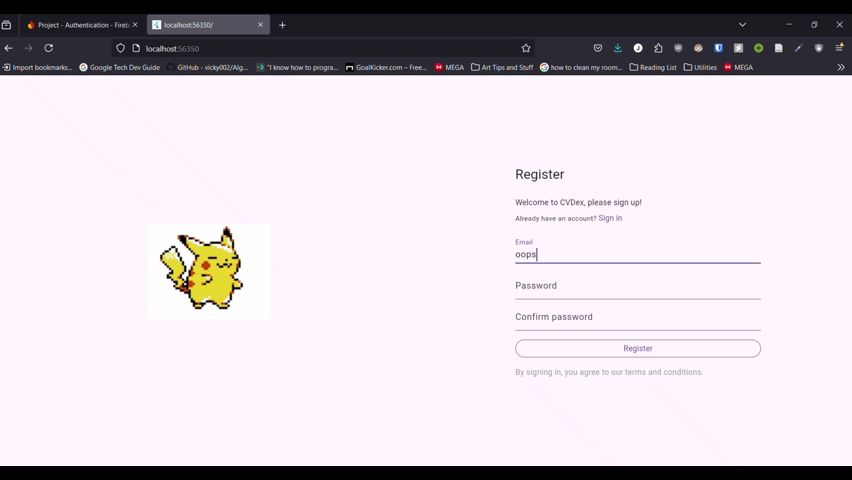 Project - Authentication - Fireb
localhost:56350/
localhost:56350
Import bookmarks...
Google Tech Dev Guide
GitHub - vicky002/Alg...
"I know how to progra...
GoalKicker.com – Free...
MEGA
Art Tips and Stuff
how to clean my room...
Reading List
Utilities
MEGA
Register
Welcome to CVDex, please sign up!
Already have an account? Sign in
Email
oops
Password
Confirm password
Register
By signing in, you agree to our terms and conditions.